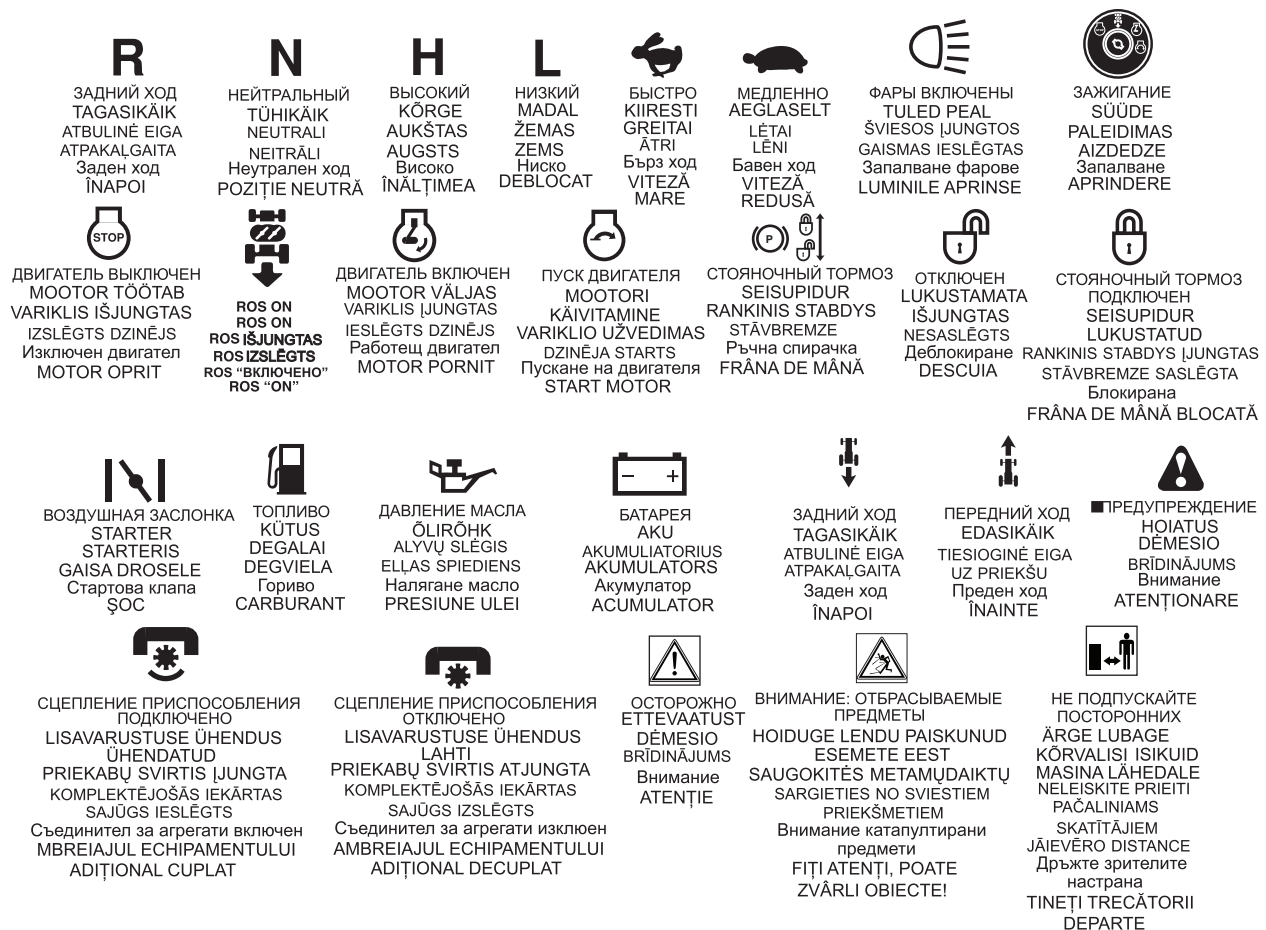 R
ЗАДНИЙ ХОД
TAGASIKÄIK
ATBULINĖ EIGA
ATPAKAĻGAITA
Заден ход
ÎNAPOI
N
НЕЙТРАЛЬНЫЙ
TÜHIKÄIK
NEUTRALI
NEITRĀLI
Неутрален ход
POZIȚIE NEUTRĂ
H
ВЫСОКИЙ
KÕRGE
AUKŠTAS
AUGSTS
Високо
ÎNĂLȚIMEA
L
НИЗКИЙ
MADAL
ŽEMAS
ZEMS
Ниско
DEBLOCAT
БЫСТРО
KIIRESTI
GREITAI
ĀTRI
Бърз ход
VITEZĂ
MARE
МЕДЛЕННО
AEGLASELT
LĖTAI
LĒNI
Бавен ход
VITEZĂ
REDUSĂ
ФАРЫ ВКЛЮЧЕНЫ
TULED PEAL
ŠVIESOS ĮJUNGTOS
GAISMAS IESLĒGTAS
Запалване фарове
LUMINILE APRINSE
ЗАЖИГАНИЕ
SÜÜDE
PALEIDIMAS
AIZDEDZE
Запалване
APRINDERE
STOP
ДВИГАТЕЛЬ ВЫКЛЮЧЕН
MOOTOR TÖÖTAB
VARIKLIS IŠJUNGTAS
IZSLĒGTS DZINĒJS
Изключен двигател
MOTOR OPRIT
ROS ON
ROS ON
ROS IŠJUNGTAS
ROS IZSLĒGTS
ROS “ВКЛЮЧЕНО”
ROS “ON”
ДВИГАТЕЛЬ ВКЛЮЧЕН
MOOTOR VÄLJAS
VARIKLIS ĮJUNGTAS
IESLĒGTS DZINĒJS
Работещ двигател
MOTOR PORNIT
ПУСК ДВИГАТЕЛЯ
MOOTORI
KÄIVITAMINE
VARIKLIO UŽVEDIMAS
DZINĒJA STARTS
Пускане на двигателя
START MOTOR
P
СТОЯНОЧНЫЙ ТОРМОЗ
SEISUPIDUR
RANKINIS STABDYS
STĀVBREMZE
Ръчна спирачка
FRÂNA DE MÂNĂ
ОТКЛЮЧЕН
LUKUSTAMATA
IŠJUNGTAS
NESASLĒGTS
Деблокиране
DESCUIA
СТОЯНОЧНЫЙ ТОРМОЗ
ПОДКЛЮЧЕН
SEISUPIDUR
LUKUSTATUD
RANKINIS STABDYS ĮJUNGTAS
STĀVBREMZE SASLĒGTA
Блокирана
FRÂNA DE MÂNĂ BLOCATĂ
ВОЗДУШНАЯ ЗАСЛОНКА
STARTER
STARTERIS
GAISA DROSELE
Стартова клапа
ŞOC
ТОПЛИВО
KÜTUS
DEGALAI
DEGVIELA
Гориво
CARBURANT
ДАВЛЕНИЕ МАСЛА
ÕLIRÕHK
ALYVŲ SLĖGIS
EĻĻAS SPIEDIENS
Налягане масло
PRESIUNE ULEI
БАТАРЕЯ
AKU
AKUMULIATORIUS
AKUMULATORS
Акумулатор
ACUMULATOR
ЗАДНИЙ ХОД
TAGASIKÄIK
ATBULINĖ EIGA
ATPAKAĻGAITA
Заден ход
ÎNAPOI
ПЕРЕДНИЙ ХОД
EDASIKÄIK
TIESIOGINĖ EIGA
UZ PRIEKŠU
Преден ход
ÎNAINTE
ПРЕДУПРЕЖДЕНИЕ
HOIATUS
DĖMESIO
BRĪDINĀJUMS
Внимание
ATENȚIONARE
СЦЕПЛЕНИЕ ПРИСПОСОБЛЕНИЯ
ПОДКЛЮЧЕНО
LISAVARUSTUSE ÜHENDUS
ÜHENDATUD
PRIEKABŲ SVIRTIS ĮJUNGTA
KOMPLEKTĒJOŠĀS IEKĀRTAS
SAJŪGS IESLĒGTS
Съединител за агрегати включен
MBREIAJUL ECHIPAMENTULUI
ADIȚIONAL CUPLAT
СЦЕПЛЕНИЕ ПРИСПОСОБЛЕНИЯ
ОТКЛЮЧЕНО
LISAVARUSTUSE ÜHENDUS
LAHTI
PRIEKABŲ SVIRTIS ATJUNGTA
KOMPLEKTĒJOŠĀS IEKĀRTAS
SAJŪGS IZSLĒGTS
Съединител за агрегати изклюен
AMBREIAJUL ECHIPAMENTULUI
ADIȚIONAL DECUPLAT
ОСТОРОЖНО
ETTEVAATUST
DĖMESIO
BRĪDINĀJUMS
Внимание
ATENȚIE
ВНИМАНИЕ: ОТБРАСЫВАЕМЫЕ
ПРЕДМЕТЫ
HOIDUGE LENDU PAISKUNUD
ESEMETE EEST
SAUGOKITĖS METAMŲDAIKTŲ
SARGIETIES NO SVIESTIEM
PRIEKŠMETIEM
Внимание катапултирани
предмети
FIȚI ATENȚI, POATE
ZVÂRLI OBIECTE!
НЕ ПОДПУСКАЙТЕ
ПОСТОРОННИХ
ÄRGE LUBAGE
KÕRVALISI ISIKUID
MASINA LÄHEDALE
NELEISKITE PRIEITI
PAČALINIAMS
SKATĪTĀJIEM
JĀIEVĒRO DISTANCE
Дръжте зрителите
настрана
TINEȚI TRECĂTORII
DEPARTE